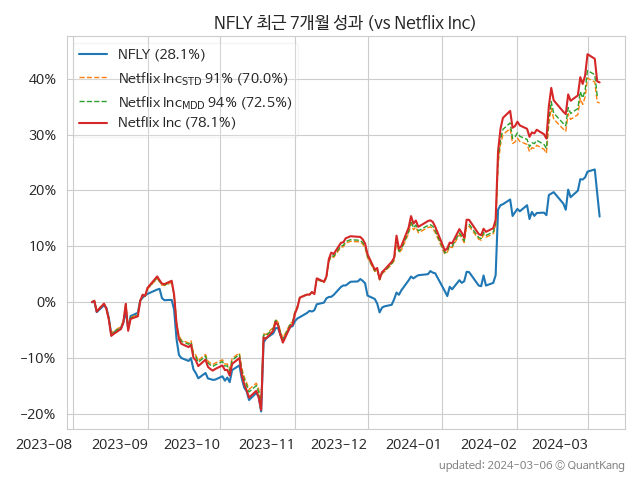 NFLY 최근 7개월 성과 (vs Netflix Inc)
NFLY (28.1%)
Netflix Inc_STD 91% (70.0%)
Netflix Inc_MDD 94% (72.5%)
Netflix Inc (78.1%)
40%
30%
20%
10%
0%
−10%
−20%
2023-08 2023-09 2023-10 2023-11 2023-12 2024-01 2024-02 2024-03
updated: 2024-03-06 © QuantKang